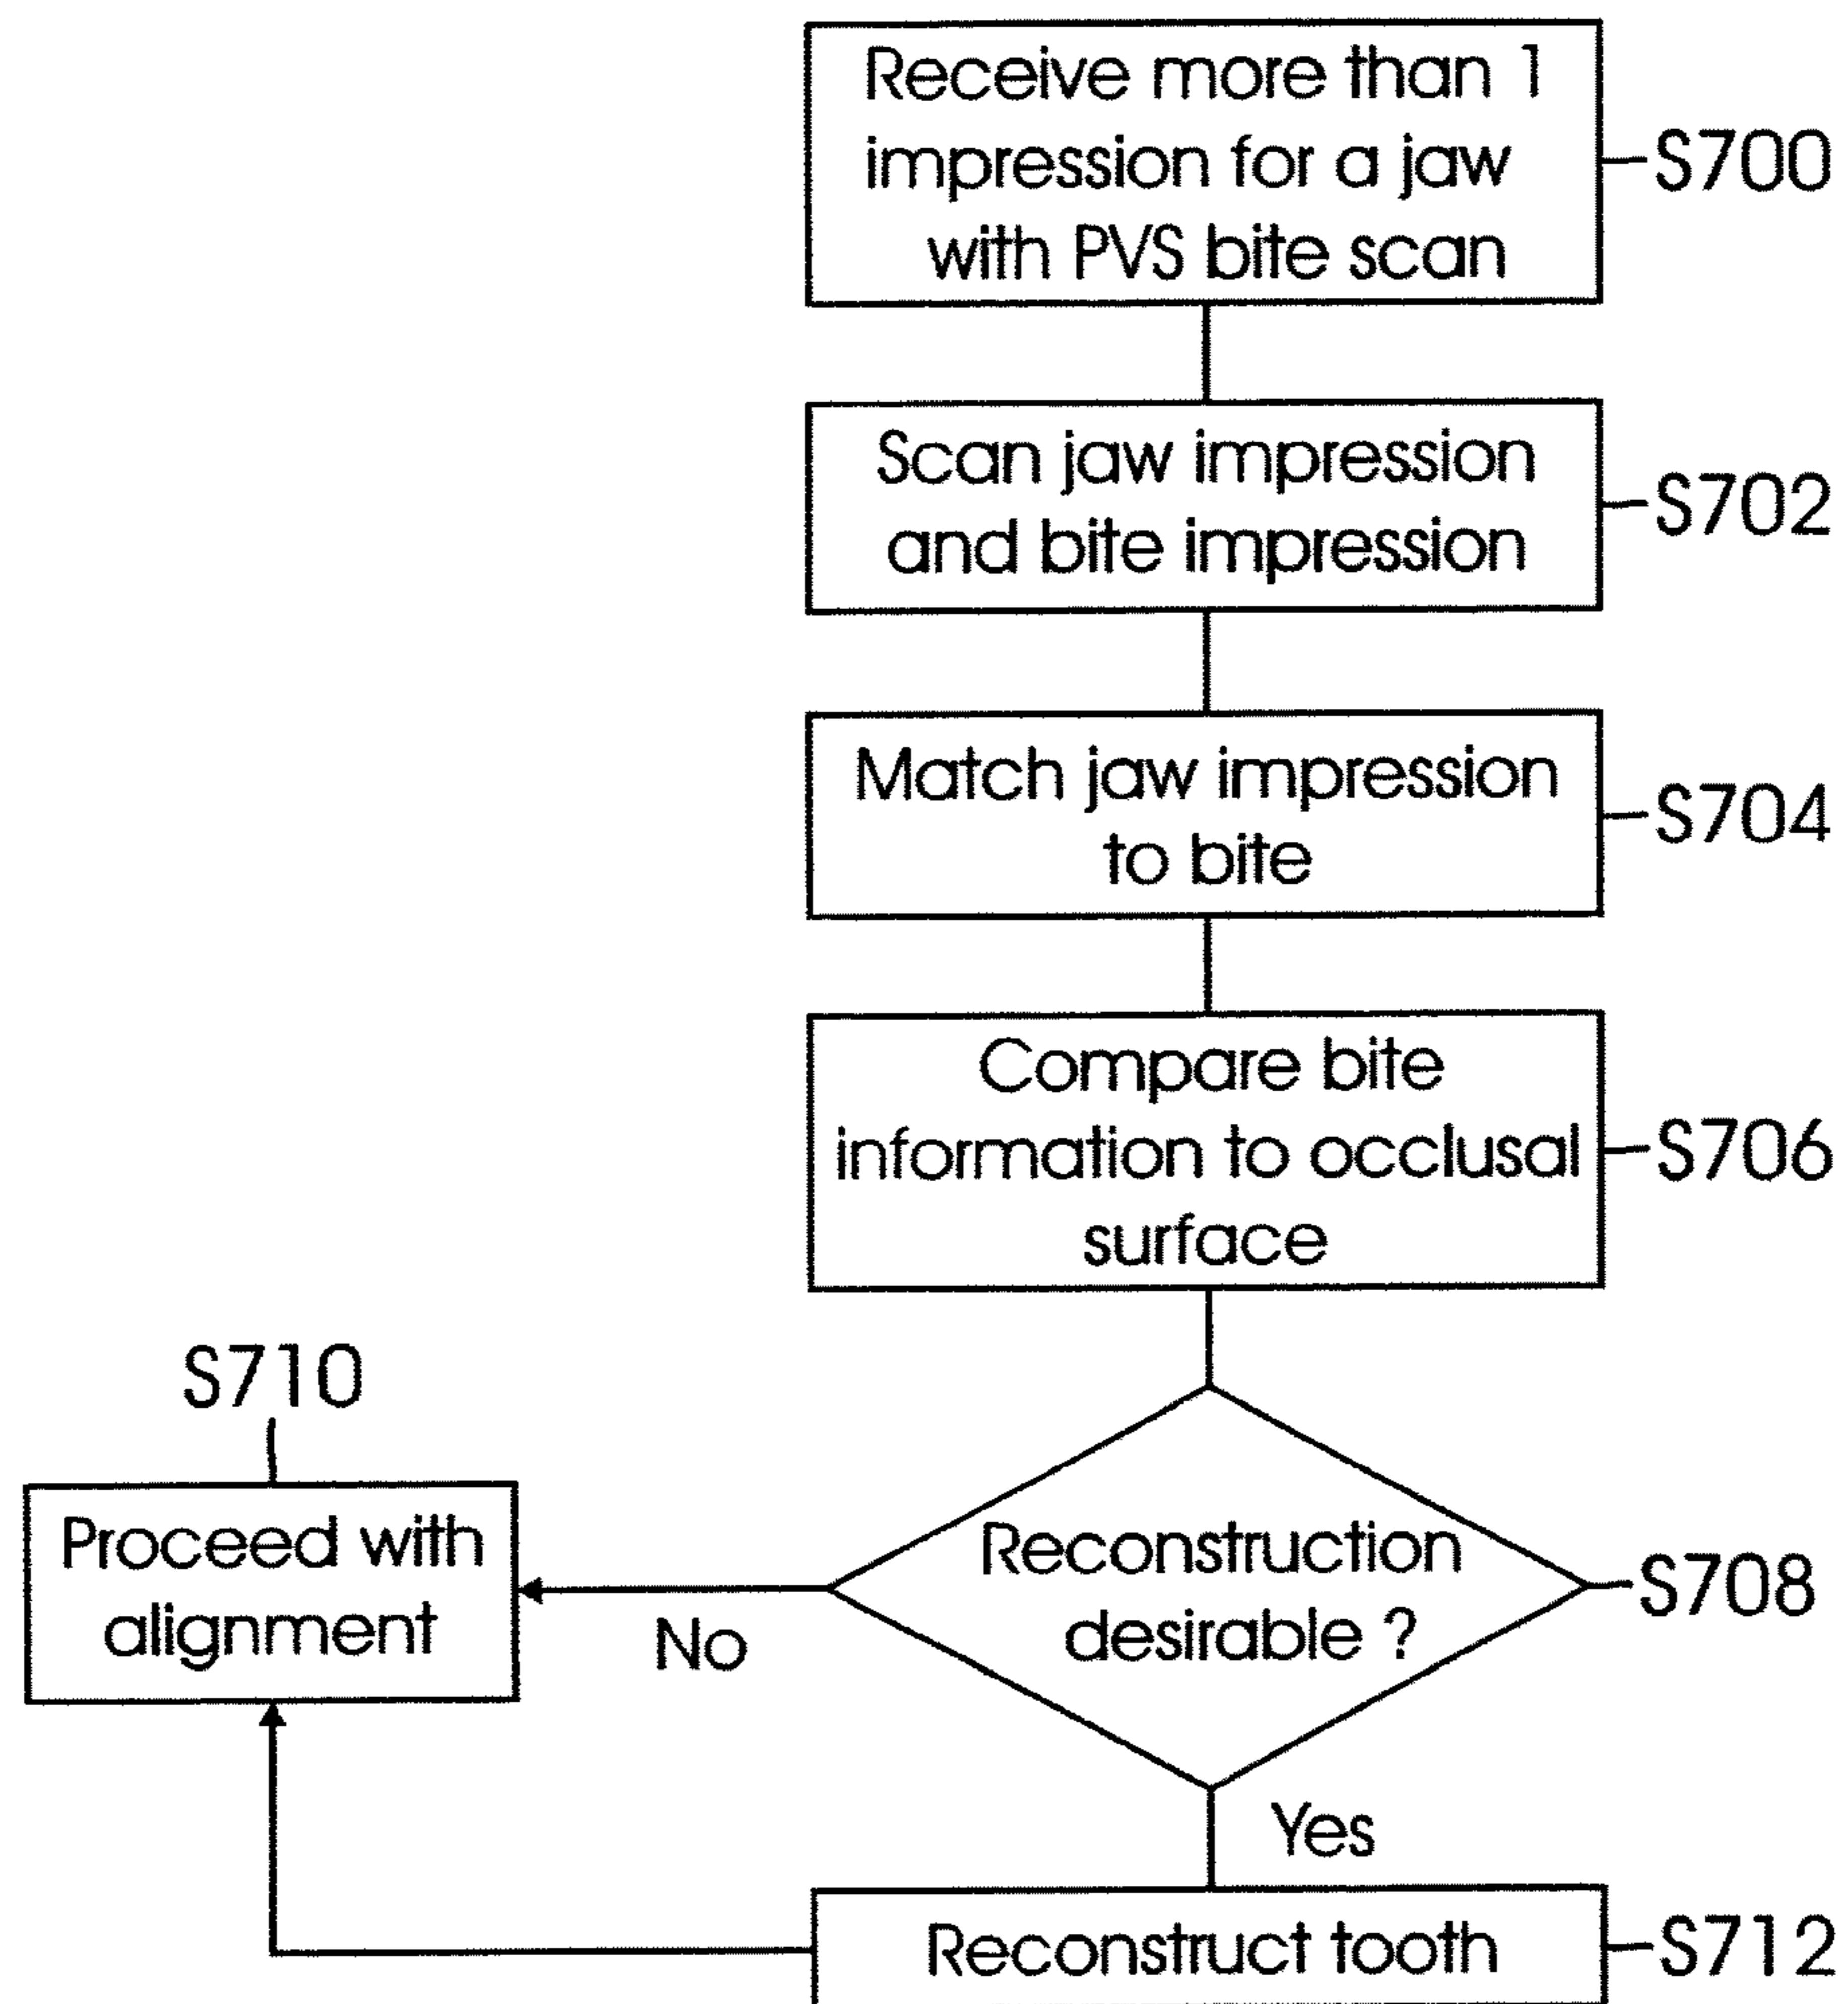 Receive more than 1
impression for a jaw
with PVS bite scan
S700
Scan jaw impression
and bite impression
S702
Match jaw impression
to bite
S704
Compare bite
information to occlusal
surface
S706
Reconstruction
desirable ?
S708
No
S710
Proceed with
alignment
Yes
Reconstruct tooth
S712